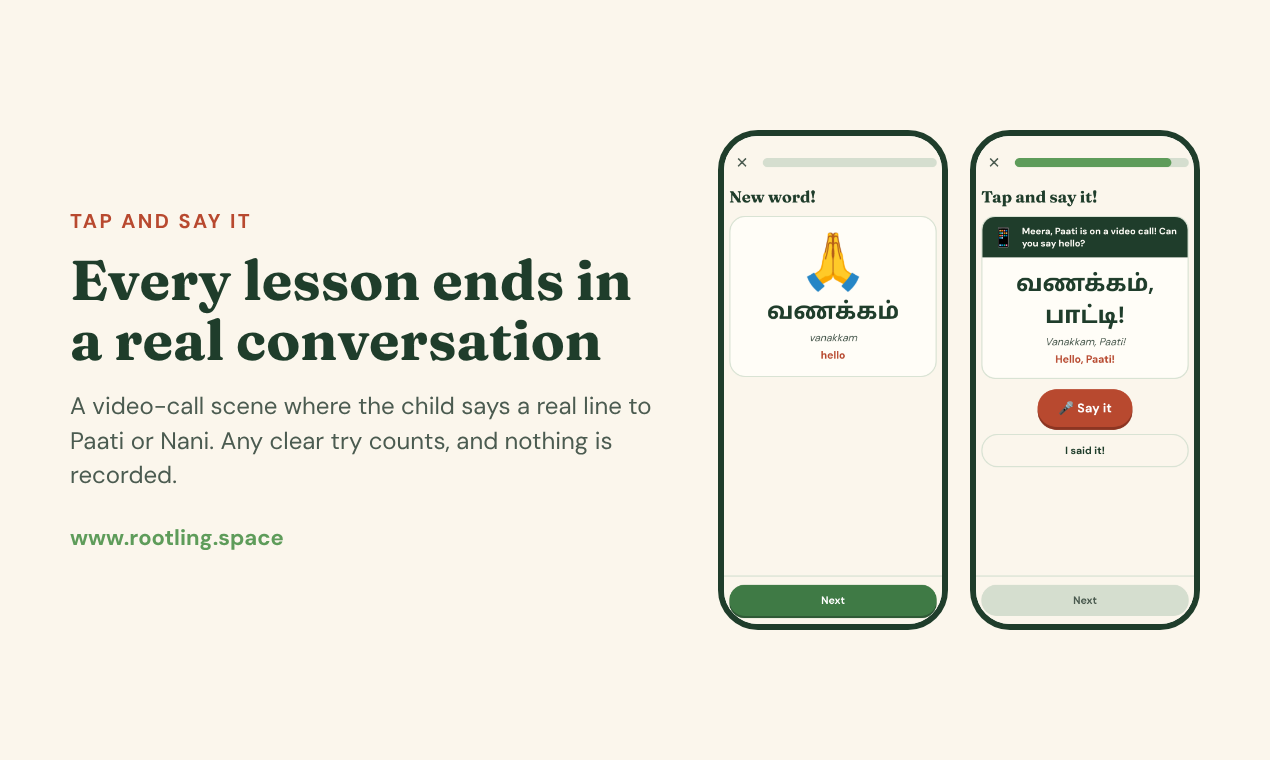 TAP AND SAY IT
Every lesson ends in
a real conversation
A video-call scene where the child says a real line to
Paati or Nani. Any clear try counts, and nothing is
recorded.
www.rootling.space
✕
New word!
வணக்கம்
vanakkam
hello
Next
✕
Tap and say it!
Meera, Paati is on a video call! Can
you say hello?
வணக்கம்,
பாட்டி!
Vanakkam, Paati!
Hello, Paati!
Say it
I said it!
Next